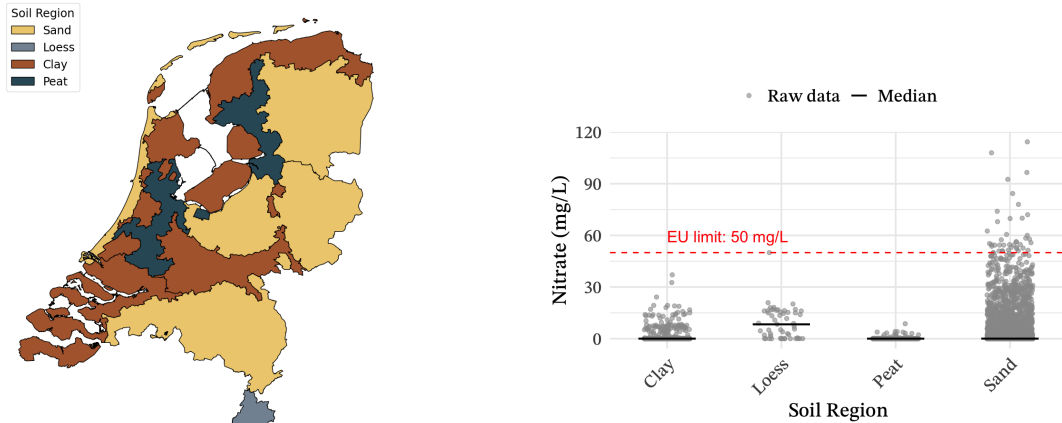 Soil Region
Sand
Loess
Clay
Peat
Raw data
Median
Nitrate (mg/L)
120
90
60
30
0
EU limit: 50 mg/L
Clay
Loess
Peat
Sand
Soil Region